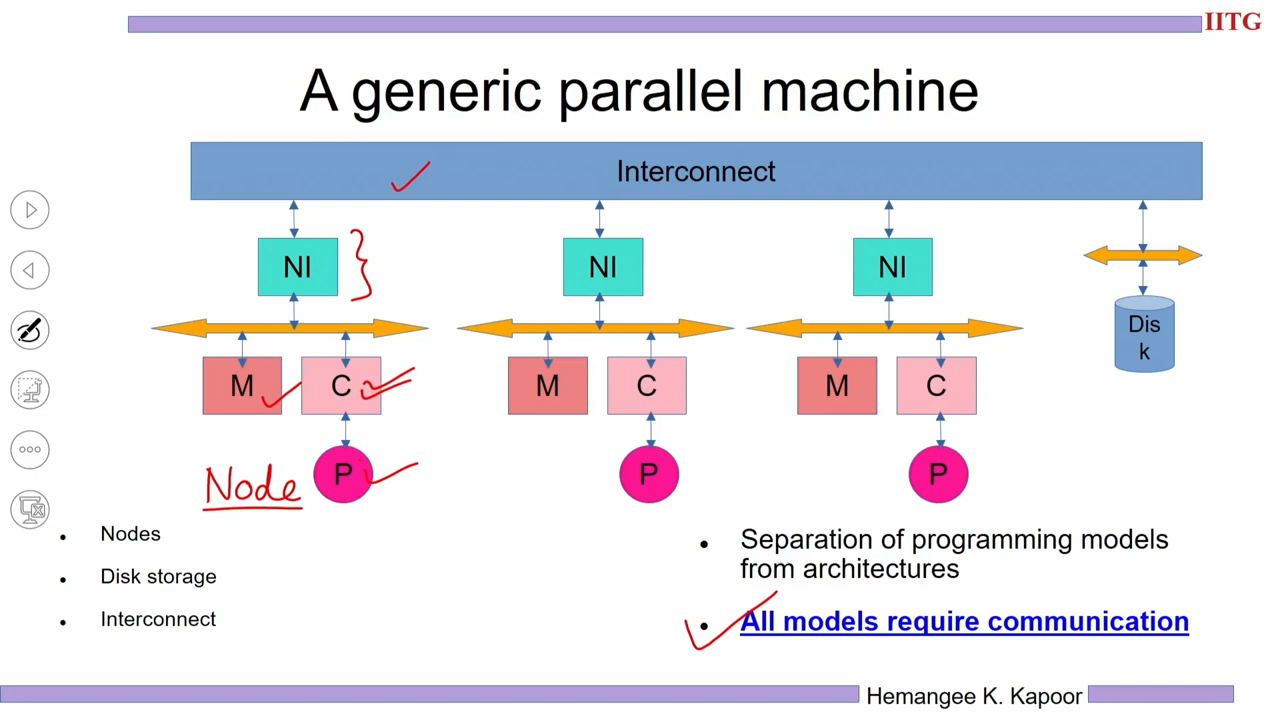 IITG
A generic parallel machine
Interconnect
NI
NI
NI
M
C
M
C
M
C
Dis
k
P
P
P
Node
Nodes
Disk storage
Interconnect
Separation of programming models
from architectures
All models require communication
Hemangee K. Kapoor